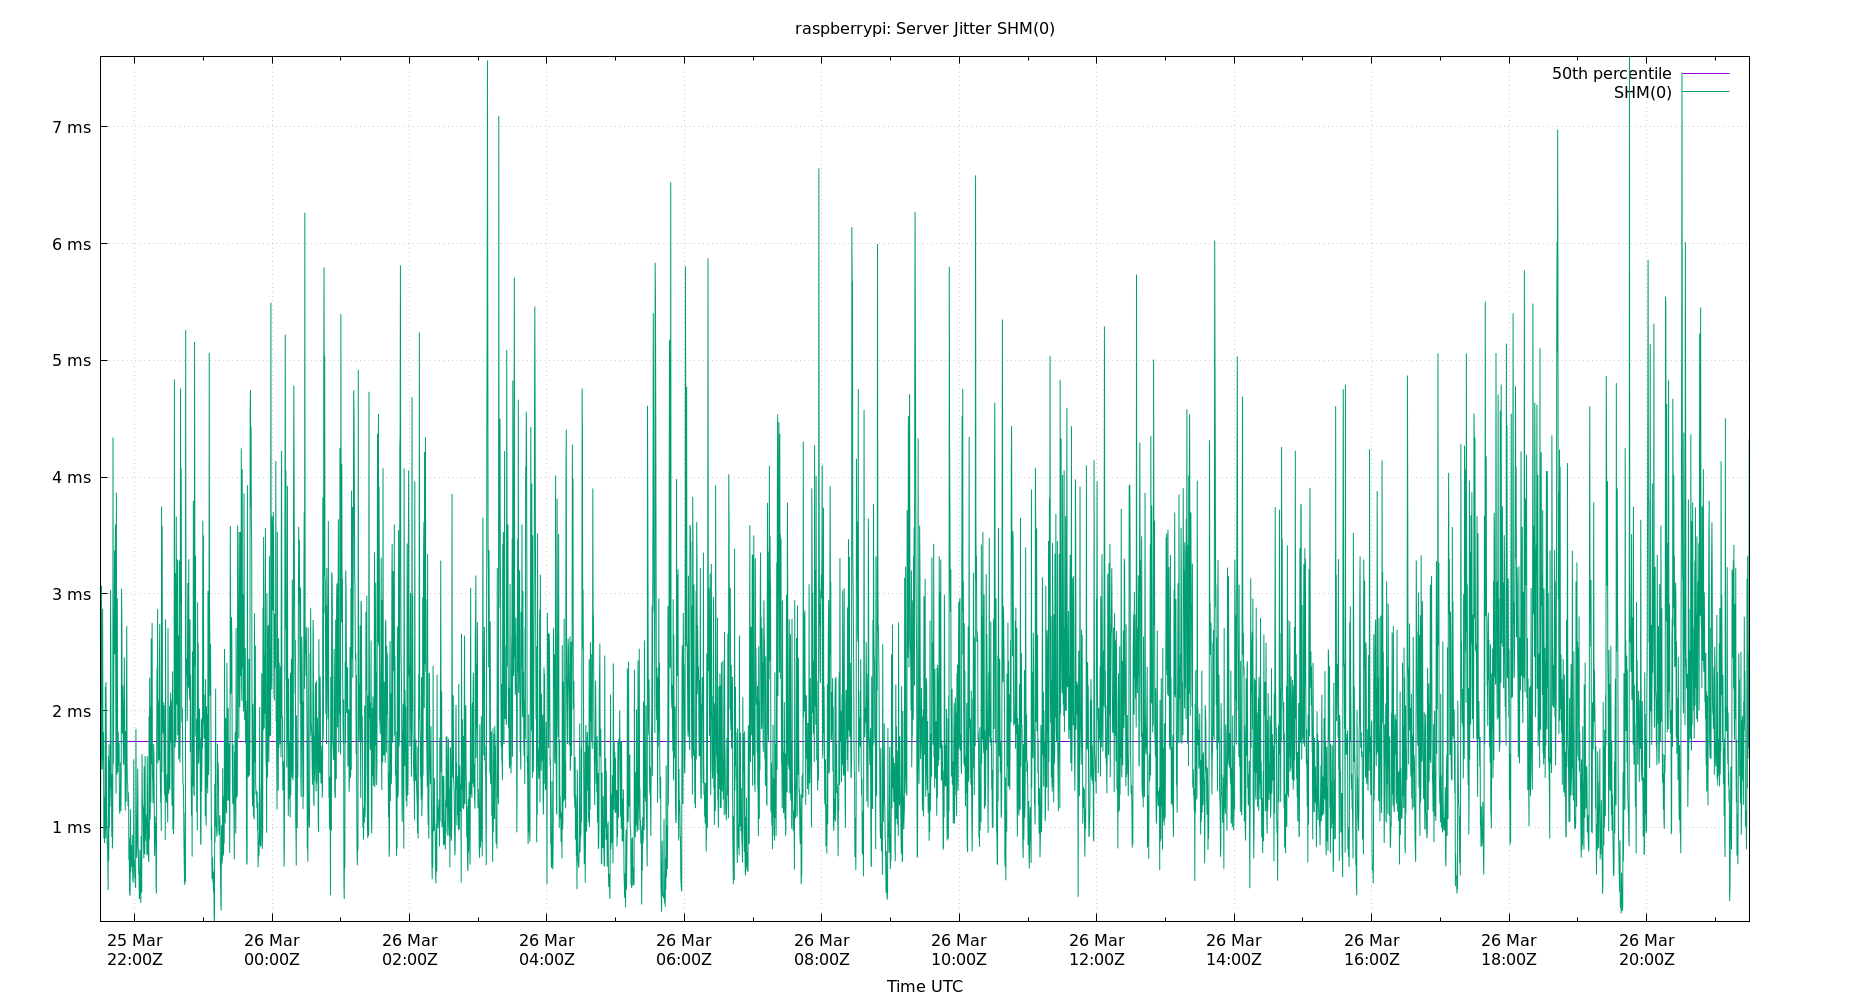 raspberrypi: Server Jitter SHM(0)
50th percentile
SHM(0)
7 ms
6 ms
5 ms
4 ms
3 ms
2 ms
1 ms
25 Mar 26 Mar 26 Mar 26 Mar 26 Mar 26 Mar 26 Mar 26 Mar 26 Mar 26 Mar 26 Mar 26 Mar
22:00Z 00:00Z 02:00Z 04:00Z 06:00Z 08:00Z 10:00Z 12:00Z 14:00Z 16:00Z 18:00Z 20:00Z
Time UTC